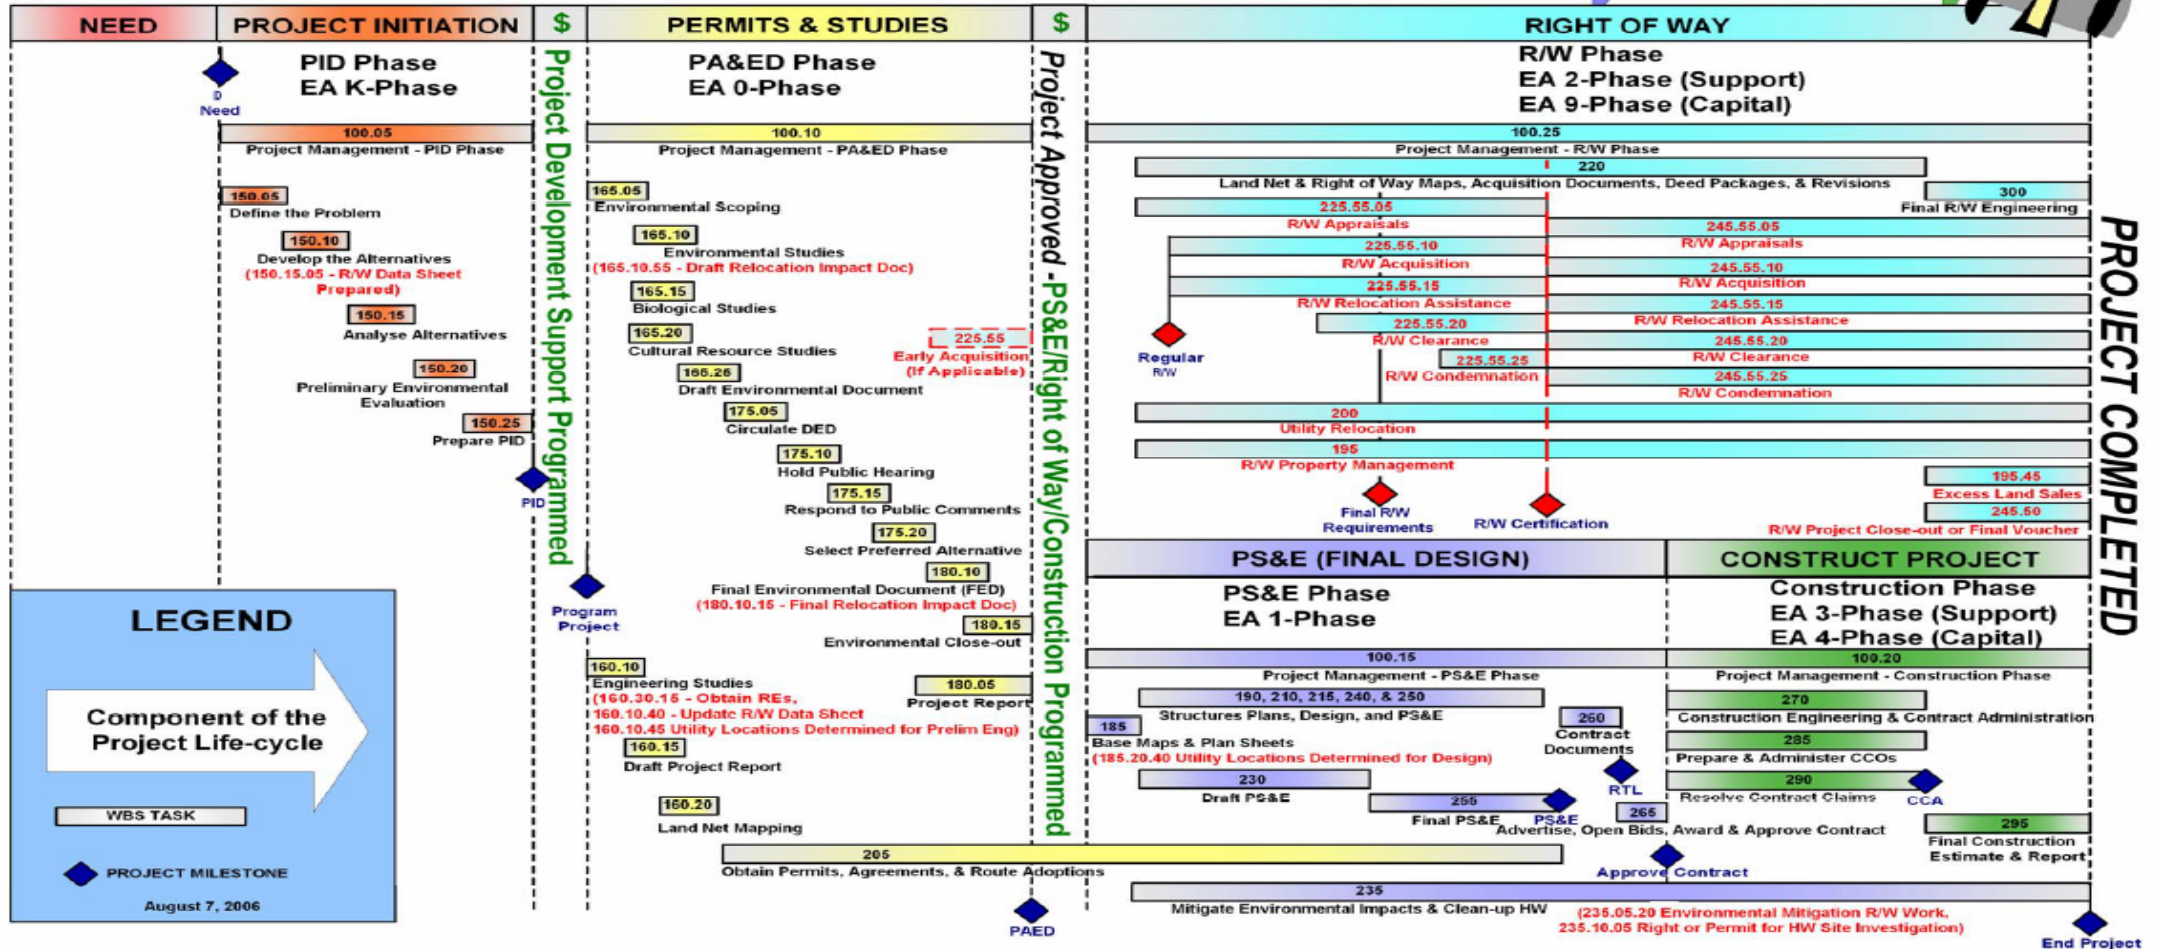 NEED
PROJECT INITIATION
$
PERMITS & STUDIES
$
RIGHT OF WAY
PID Phase
EA K-Phase
PA&ED Phase
EA 0-Phase
R/W Phase
EA 2-Phase (Support)
EA 9-Phase (Capital)
0
Need
Project Development Support Programmed
Project Approved -PS&E/Right of Way/Construction Programmed
PROJECT COMPLETED
100.05
Project Management - PID Phase
150.05
Define the Problem
150.10
Develop the Alternatives
(150.15.05 - R/W Data Sheet
Prepared)
150.15
Analyse Alternatives
150.20
Preliminary Environmental
Evaluation
150.25
Prepare PID
PID
100.10
Project Management - PA&ED Phase
165.05
Environmental Scoping
165.10
Environmental Studies
(165.10.55 - Draft Relocation Impact Doc)
165.15
Biological Studies
165.20
Cultural Resource Studies
225.55
Early Acquisition
(If Applicable)
165.25
Draft Environmental Document
175.05
Circulate DED
175.10
Hold Public Hearing
175.15
Respond to Public Comments
175.20
Select Preferred Alternative
180.10
Final Environmental Document (FED)
(180.10.15 - Final Relocation Impact Doc)
Program
Project
180.15
Environmental Close-out
160.10
Engineering Studies
(160.30.15 - Obtain REs,
160.10.40 - Update R/W Data Sheet
160.10.45 Utility Locations Determined for Prelim Eng)
180.05
Project Report
160.15
Draft Project Report
160.20
Land Net Mapping
205
Obtain Permits, Agreements, & Route Adoptions
PAED
100.25
Project Management - R/W Phase
220
Land Net & Right of Way Maps, Acquisition Documents, Deed Packages, & Revisions
300
Final R/W Engineering
225.55.05
R/W Appraisals
245.55.05
R/W Appraisals
225.55.10
R/W Acquisition
245.55.10
R/W Acquisition
225.55.15
R/W Relocation Assistance
245.55.15
R/W Relocation Assistance
225.55.20
R/W Clearance
245.55.20
R/W Clearance
225.55.25
R/W Condemnation
245.55.25
R/W Condemnation
Regular
R/W
200
Utility Relocation
195
R/W Property Management
195.45
Excess Land Sales
245.50
R/W Project Close-out or Final Voucher
Final R/W
Requirements
R/W Certification
PS&E (FINAL DESIGN)
CONSTRUCT PROJECT
PS&E Phase
EA 1-Phase
Construction Phase
EA 3-Phase (Support)
EA 4-Phase (Capital)
100.15
Project Management - PS&E Phase
100.20
Project Management - Construction Phase
190, 210, 215, 240, & 250
Structures Plans, Design, and PS&E
185
Base Maps & Plan Sheets
(185.20.40 Utility Locations Determined for Design)
260
Contract
Documents
RTL
230
Draft PS&E
255
Final PS&E
PS&E
265
Advertise, Open Bids, Award & Approve Contract
Approve Contract
270
Construction Engineering & Contract Administration
285
Prepare & Administer CCOs
290
Resolve Contract Claims
CCA
295
Final Construction
Estimate & Report
235
Mitigate Environmental Impacts & Clean-up HW
(235.05.20 Environmental Mitigation R/W Work,
235.10.05 Right or Permit for HW Site Investigation)
End Project
LEGEND
Component of the
Project Life-cycle
WBS TASK
PROJECT MILESTONE
August 7, 2006